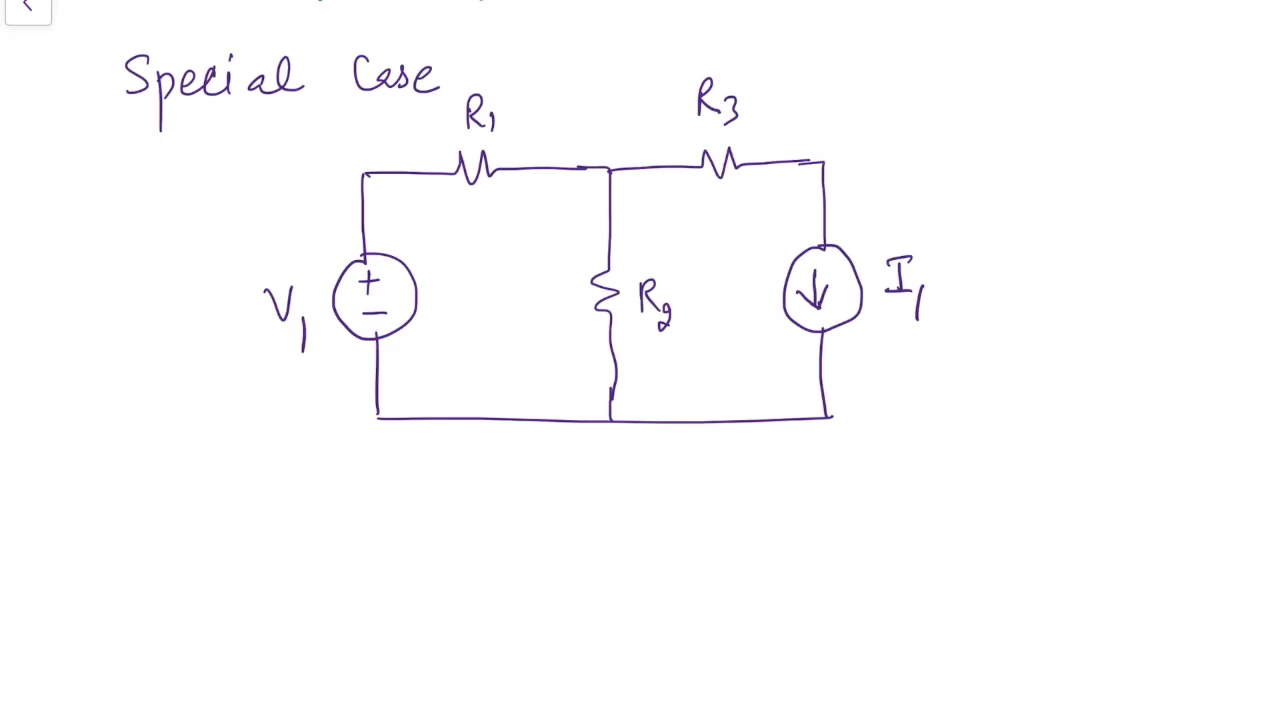 Special Case
R1
R3
+
−
V1
R2
I1